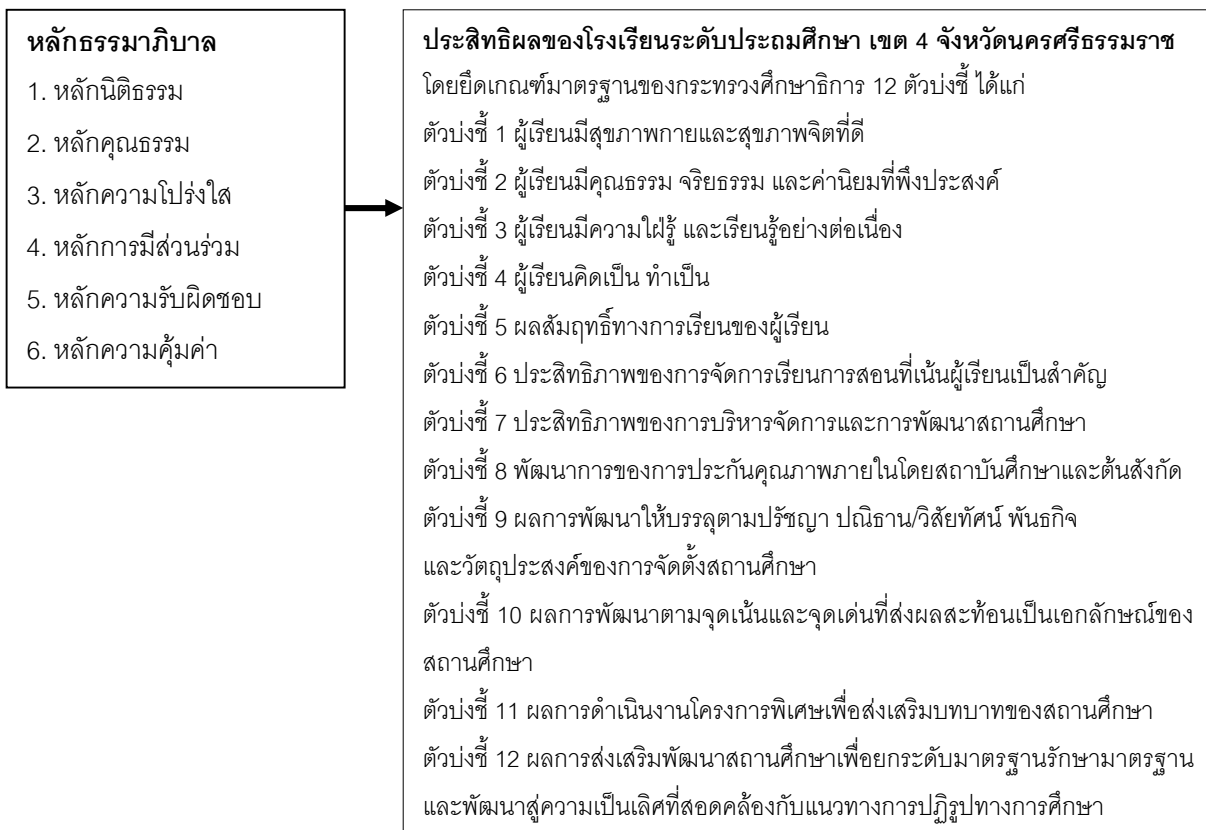 หลักธรรมาภิบาล
1. หลักนิติธรรม
2. หลักคุณธรรม
3. หลักความโปร่งใส
4. หลักการมีส่วนร่วม
5. หลักความรับผิดชอบ
6. หลักความคุ้มค่า
ประสิทธิผลของโรงเรียนระดับประถมศึกษา เขต 4 จังหวัดนครศรีธรรมราช
โดยยึดเกณฑ์มาตรฐานของกระทรวงศึกษาธิการ 12 ตัวบ่งชี้ ได้แก่
ตัวบ่งชี้ 1 ผู้เรียนมีสุขภาพกายและสุขภาพจิตที่ดี
ตัวบ่งชี้ 2 ผู้เรียนมีคุณธรรม จริยธรรม และค่านิยมที่พึงประสงค์
ตัวบ่งชี้ 3 ผู้เรียนมีความใฝ่รู้ และเรียนรู้อย่างต่อเนื่อง
ตัวบ่งชี้ 4 ผู้เรียนคิดเป็น ทำเป็น
ตัวบ่งชี้ 5 ผลสัมฤทธิ์ทางการเรียนของผู้เรียน
ตัวบ่งชี้ 6 ประสิทธิภาพของการจัดการเรียนการสอนที่เน้นผู้เรียนเป็นสำคัญ
ตัวบ่งชี้ 7 ประสิทธิภาพของการบริหารจัดการและการพัฒนาสถานศึกษา
ตัวบ่งชี้ 8 พัฒนาการของการประกันคุณภาพภายในโดยสถาบันศึกษาและต้นสังกัด
ตัวบ่งชี้ 9 ผลการพัฒนาให้บรรลุตามปรัชญา ปณิธาน/วิสัยทัศน์ พันธกิจ
และวัตถุประสงค์ของการจัดตั้งสถานศึกษา
ตัวบ่งชี้ 10 ผลการพัฒนาตามจุดเน้นและจุดเด่นที่ส่งผลสะท้อนเป็นเอกลักษณ์ของ
สถานศึกษา
ตัวบ่งชี้ 11 ผลการดำเนินงานโครงการพิเศษเพื่อส่งเสริมบทบาทของสถานศึกษา
ตัวบ่งชี้ 12 ผลการส่งเสริมพัฒนาสถานศึกษาเพื่อยกระดับมาตรฐานรักษามาตรฐาน
และพัฒนาสู่ความเป็นเลิศที่สอดคล้องกับแนวทางการปฏิรูปทางการศึกษา